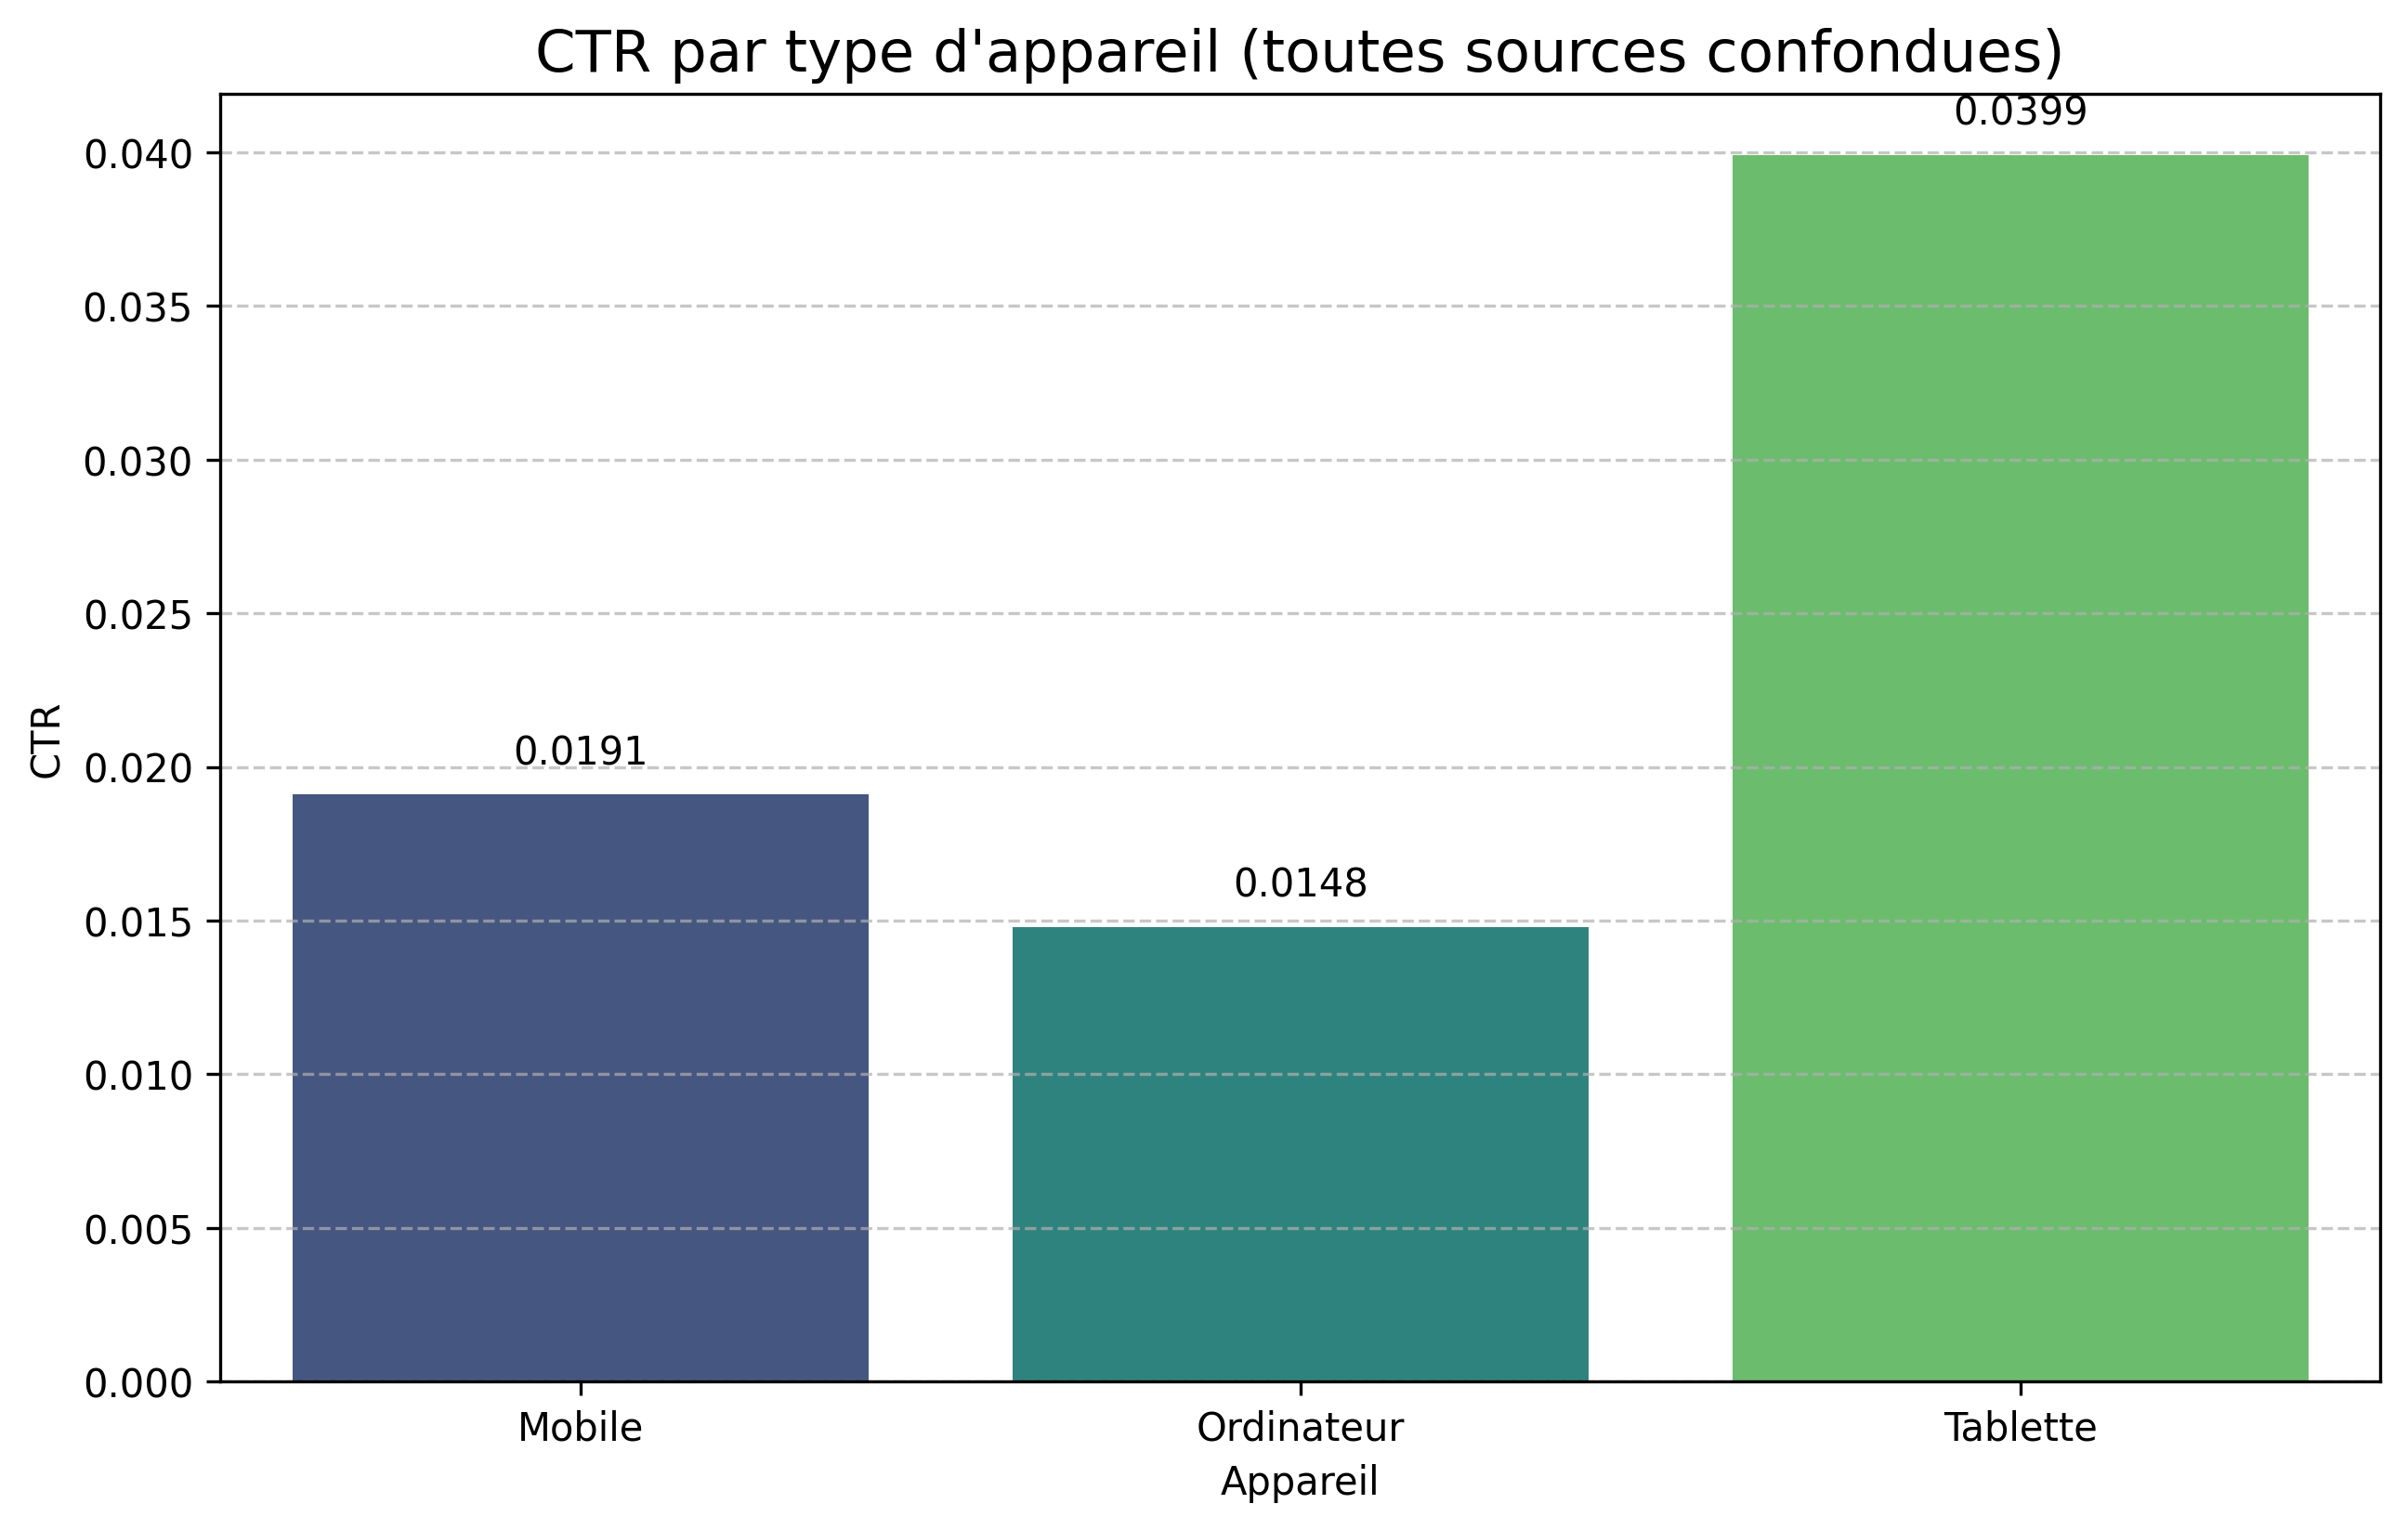 CTR par type d'appareil (toutes sources confondues)
0.0399
0.040
0.035
0.030
0.025
0.0191
CTR
0.020
0.0148
0.015
0.010
0.005
0.000
Mobile
Ordinateur
Tablette
Appareil